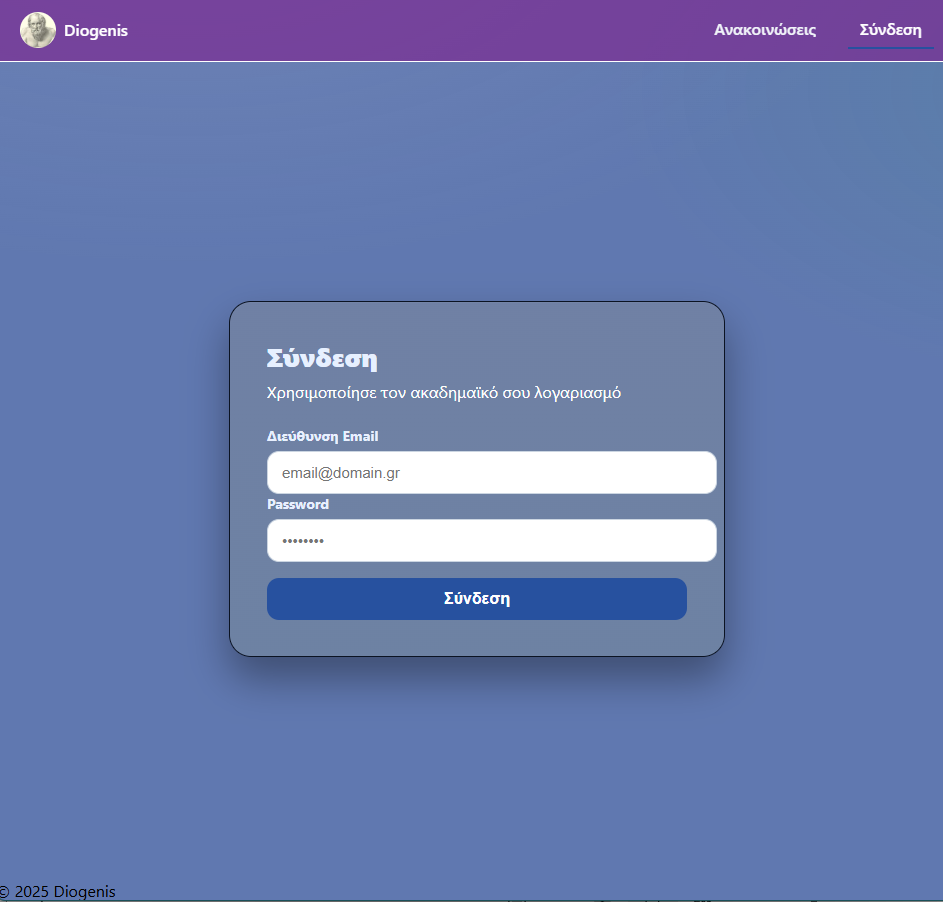 Diogenis
Ανακοινώσεις
Σύνδεση
Σύνδεση
Χρησιμοποίησε τον ακαδημαϊκό σου λογαριασμό
Διεύθυνση Email
email@domain.gr
Password
••••••••
Σύνδεση
© 2025 Diogenis